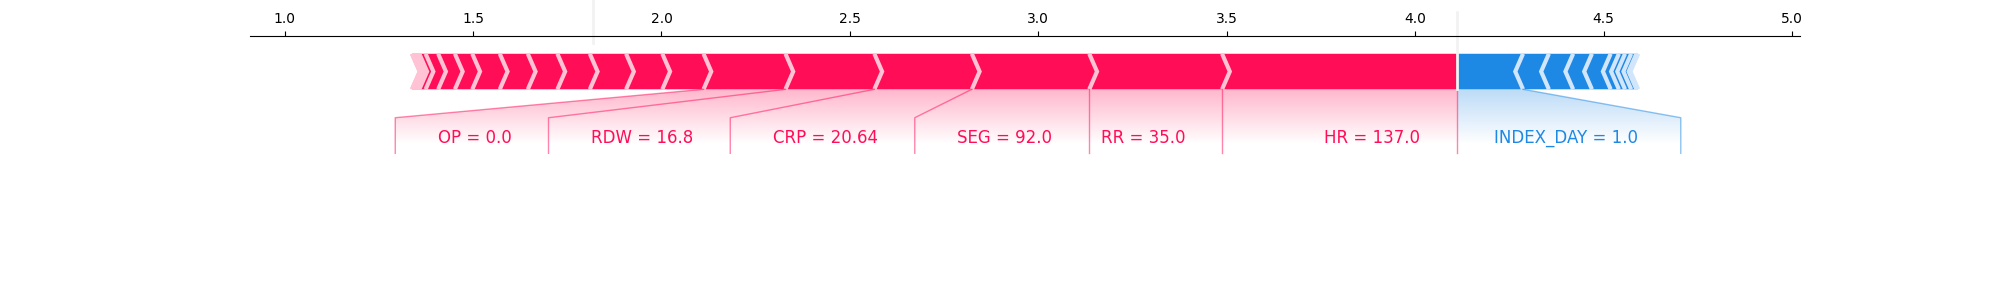 1.0 1.5 2.0 2.5 3.0 3.5 4.0 4.5 5.0
OP = 0.0 RDW = 16.8 CRP = 20.64 SEG = 92.0 RR = 35.0 HR = 137.0 INDEX_DAY = 1.0